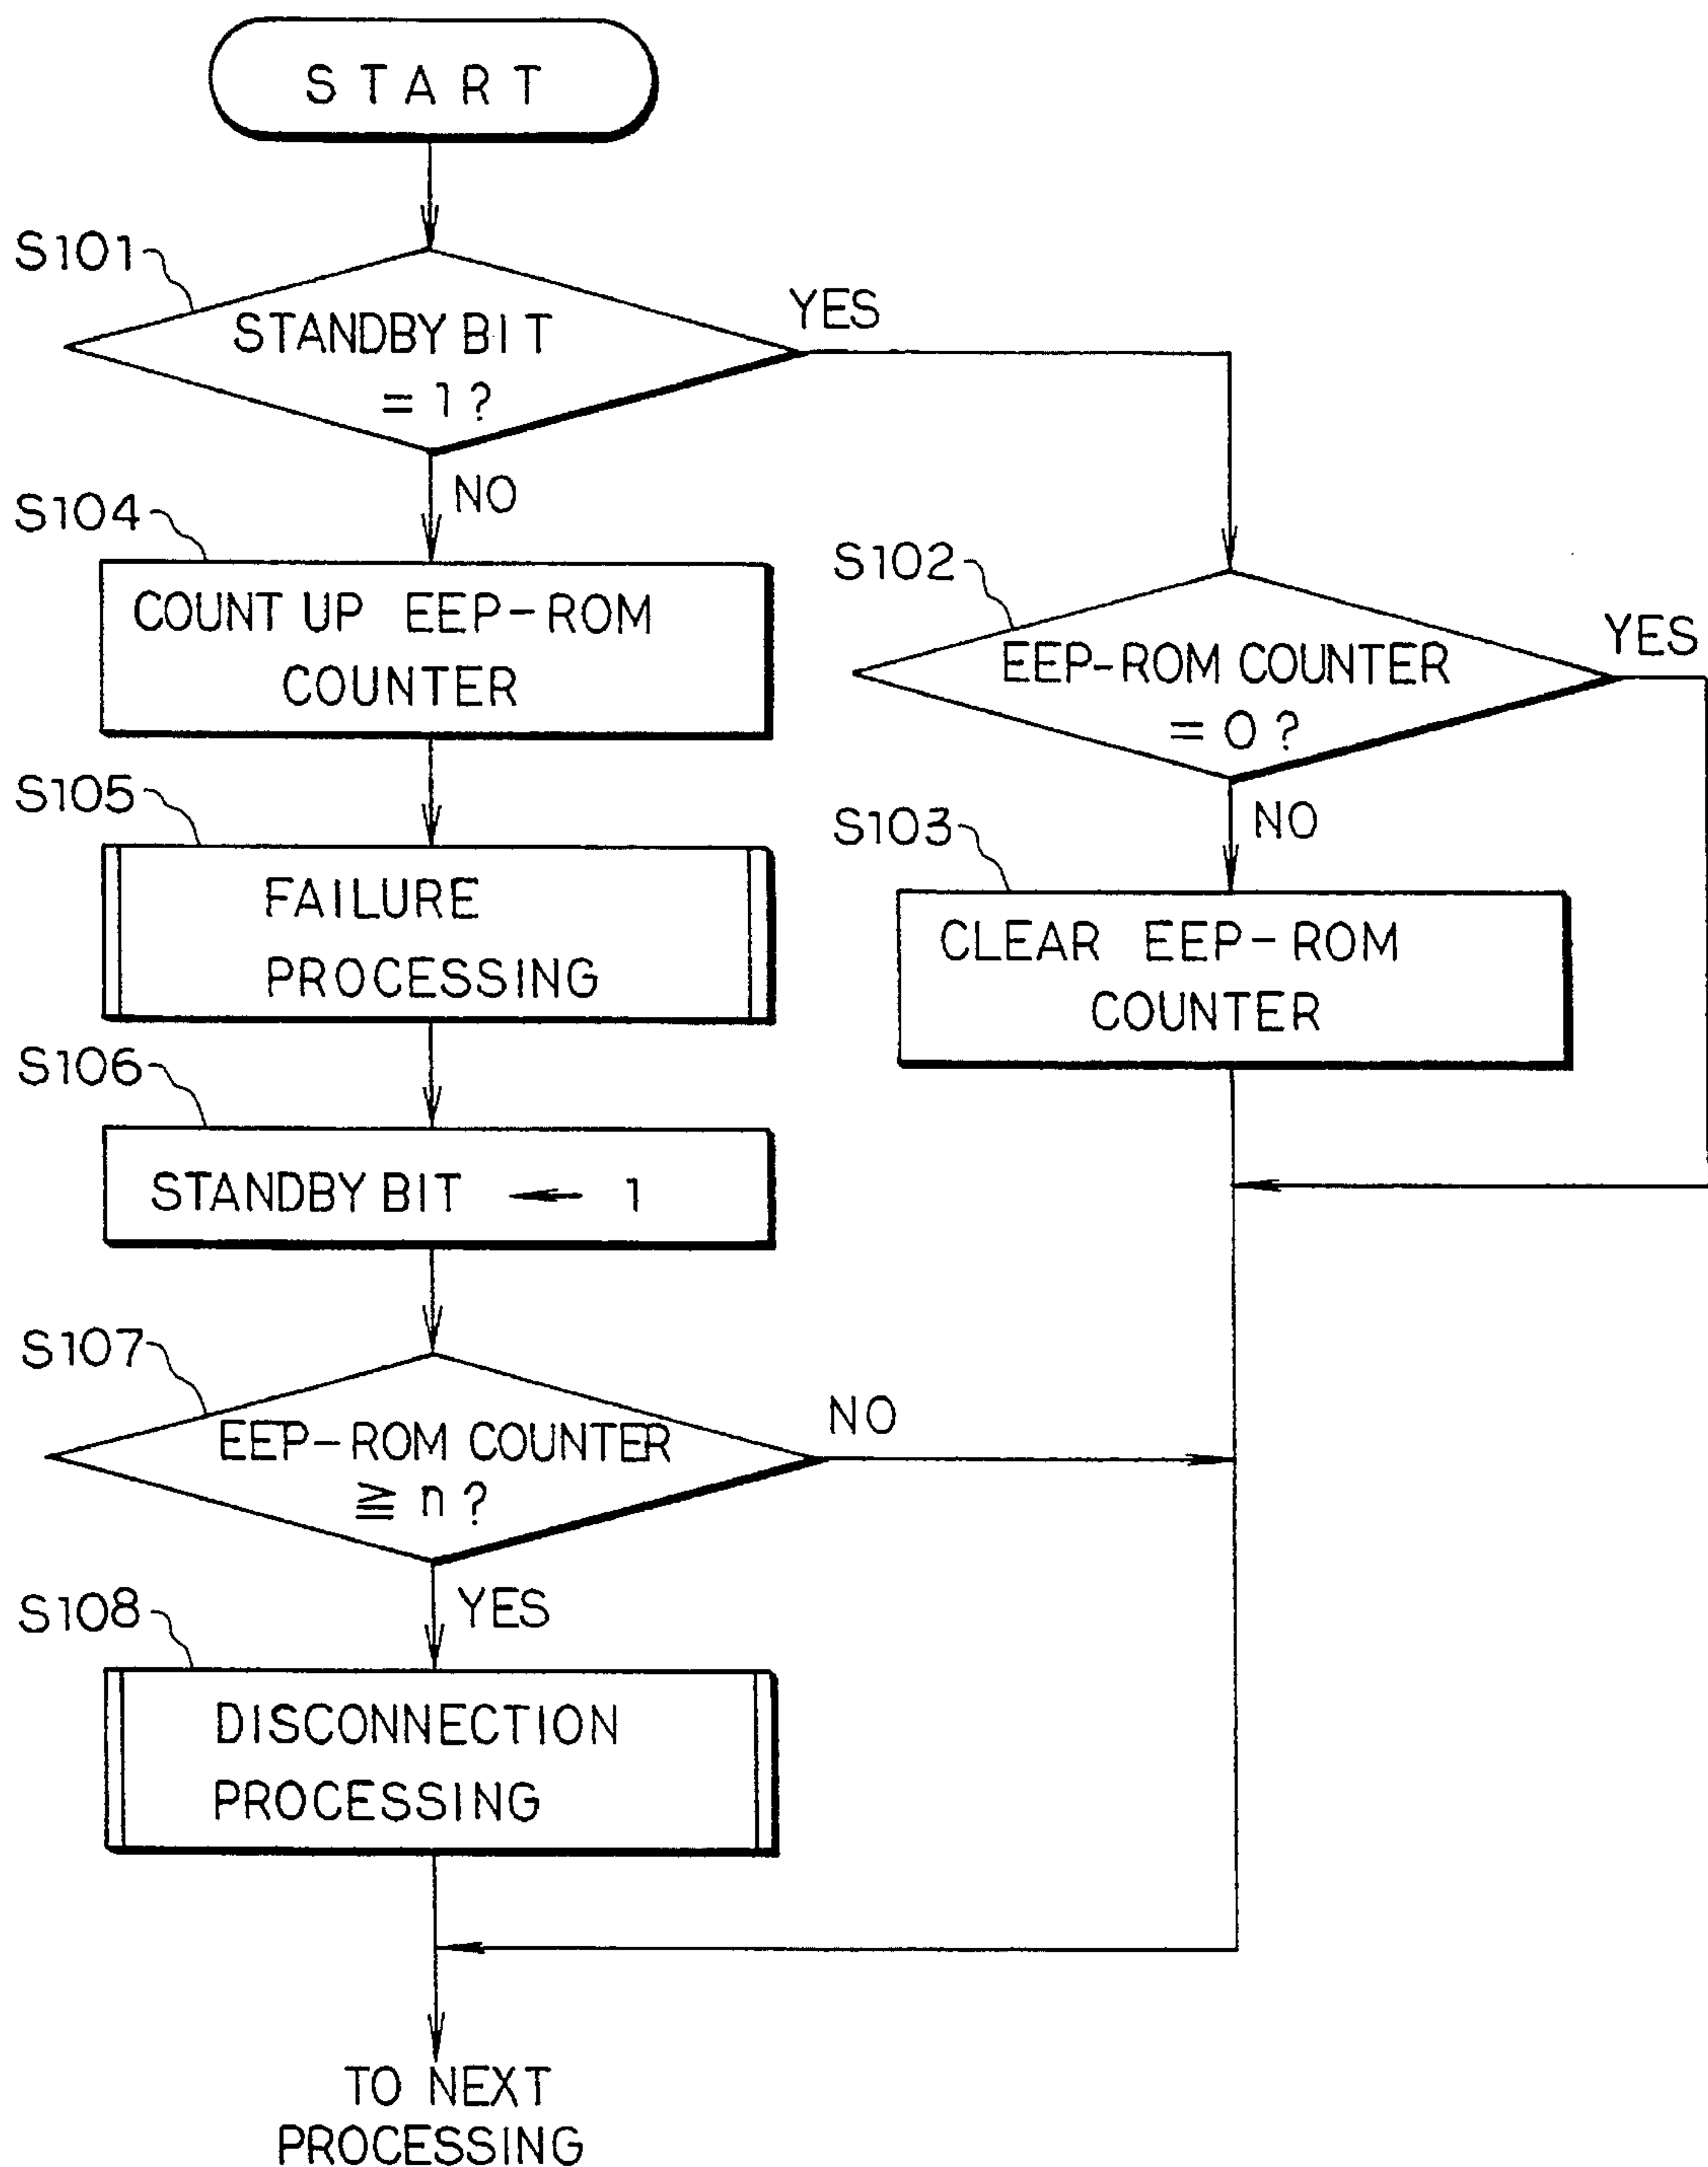 START
S101
STANDBY BIT
= 1 ?
YES
NO
S104
COUNT UP EEP-ROM
COUNTER
S102
EEP-ROM COUNTER
= 0 ?
YES
NO
S105
FAILURE
PROCESSING
S103
CLEAR EEP-ROM
COUNTER
S106
STANDBY BIT ← 1
S107
EEP-ROM COUNTER
≧ n ?
NO
YES
S108
DISCONNECTION
PROCESSING
TO NEXT
PROCESSING